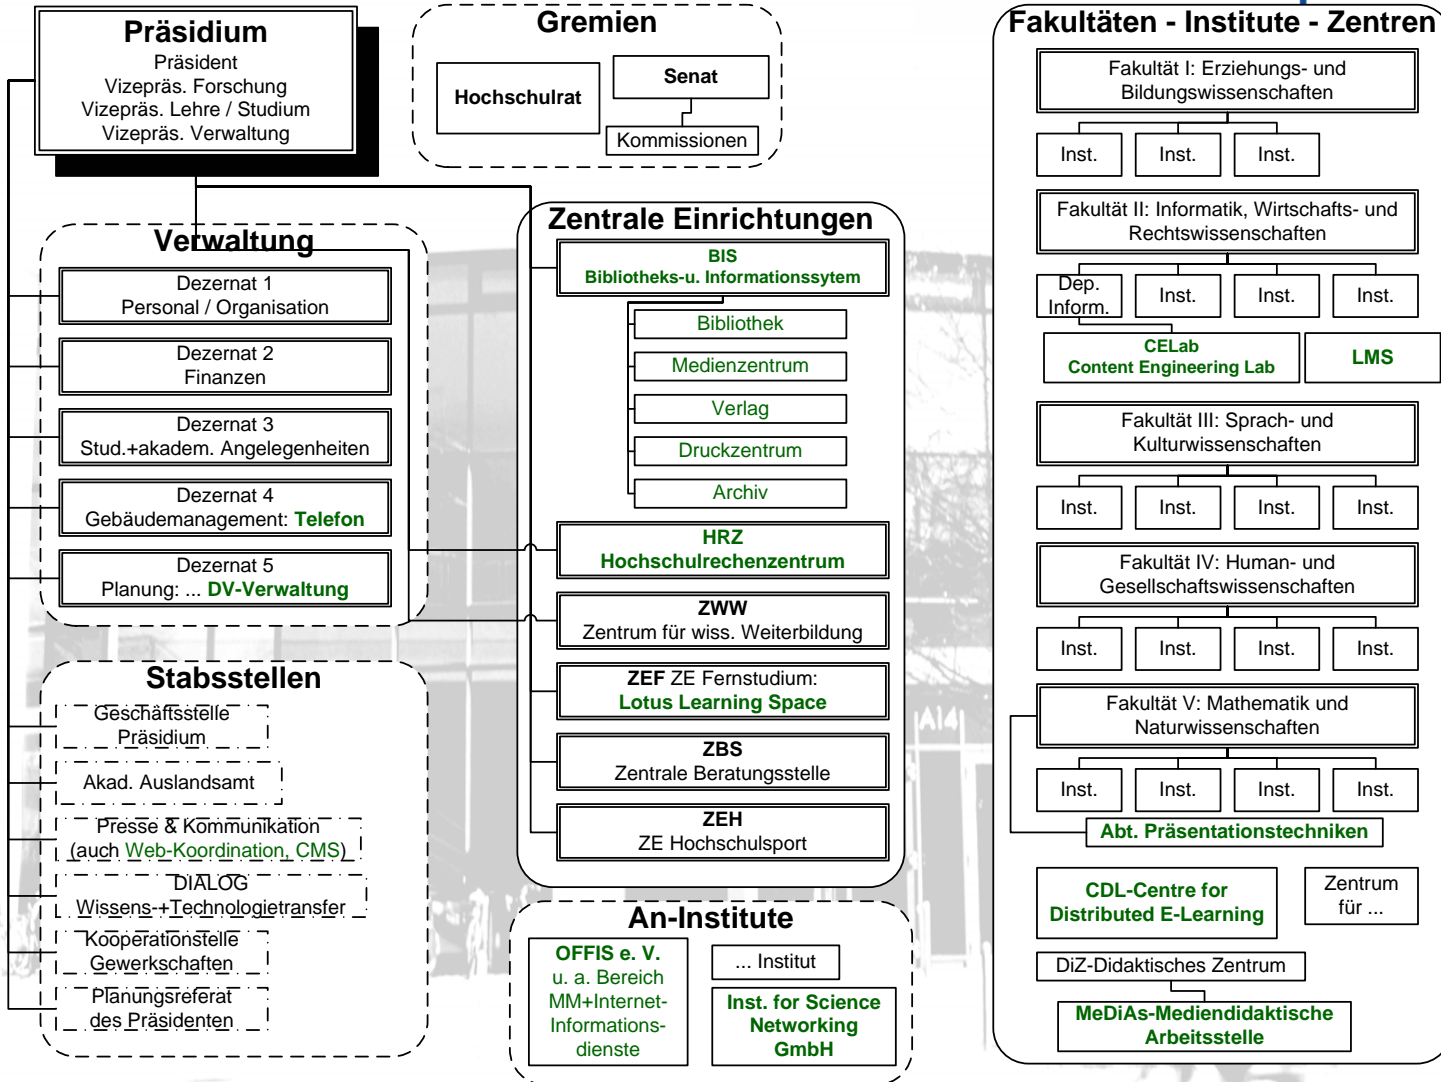 Präsidium
Präsident
Vizepräs. Forschung
Vizepräs. Lehre / Studium
Vizepräs. Verwaltung
Gremien
Hochschulrat
Senat
Kommissionen
Verwaltung
Dezernat 1
Personal / Organisation
Dezernat 2
Finanzen
Dezernat 3
Stud.+akadem. Angelegenheiten
Dezernat 4
Gebäudemanagement: Telefon
Dezernat 5
Planung: ... DV-Verwaltung
Stabsstellen
Geschäftsstelle
Präsidium
Akad. Auslandsamt
Presse & Kommunikation
(auch Web-Koordination, CMS)
DIALOG
Wissens-+Technologietransfer
Kooperationstelle
Gewerkschaften
Planungsreferat
des Präsidenten
Zentrale Einrichtungen
BIS
Bibliotheks-u. Informationssytem
Bibliothek
Medienzentrum
Verlag
Druckzentrum
Archiv
HRZ
Hochschulrechenzentrum
ZWW
Zentrum für wiss. Weiterbildung
ZEF ZE Fernstudium:
Lotus Learning Space
ZBS
Zentrale Beratungsstelle
ZEH
ZE Hochschulsport
An-Institute
OFFIS e. V.
u. a. Bereich
MM+Internet-
Informations-
dienste
... Institut
Inst. for Science
Networking
GmbH
Fakultäten - Institute - Zentren
Fakultät I: Erziehungs- und
Bildungswissenschaften
Inst. Inst. Inst.
Fakultät II: Informatik, Wirtschafts- und
Rechtswissenschaften
Dep.
Inform.
Inst. Inst. Inst.
CELab
Content Engineering Lab
LMS
Fakultät III: Sprach- und
Kulturwissenschaften
Inst. Inst. Inst. Inst.
Fakultät IV: Human- und
Gesellschaftswissenschaften
Inst. Inst. Inst. Inst.
Fakultät V: Mathematik und
Naturwissenschaften
Inst. Inst. Inst. Inst.
Abt. Präsentationstechniken
CDL-Centre for
Distributed E-Learning
Zentrum
für ...
DiZ-Didaktisches Zentrum
MeDiAs-Mediendidaktische
Arbeitsstelle
A14